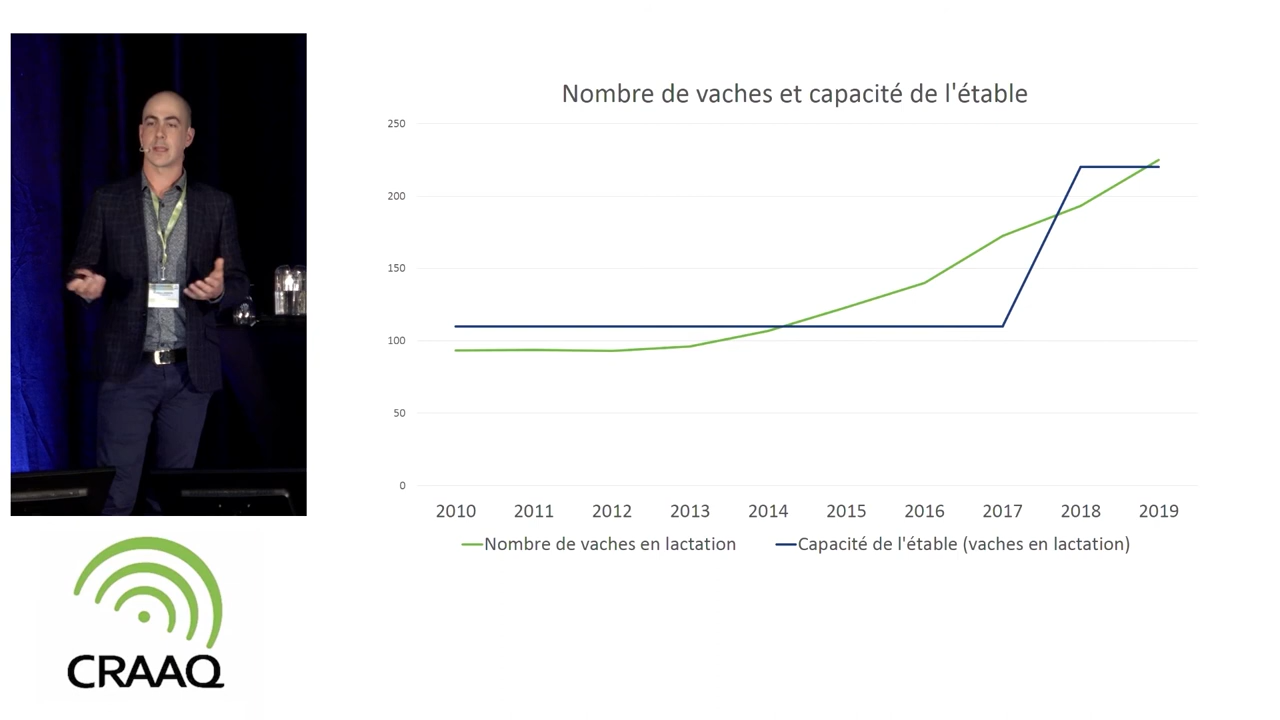 Nombre de vaches et capacité de l'étable
250
200
150
100
50
0
2010 2011 2012 2013 2014 2015 2016 2017 2018 2019
Nombre de vaches en lactation Capacité de l'étable (vaches en lactation)
CRAAQ